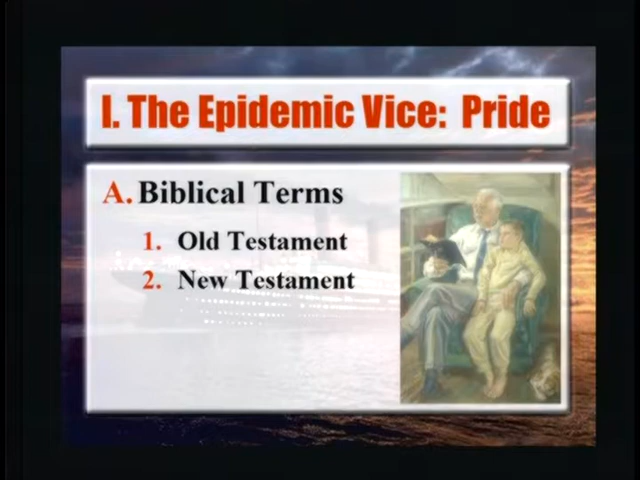 I. The Epidemic Vice:  Pride
A. Biblical Terms
1. Old Testament
2. New Testament